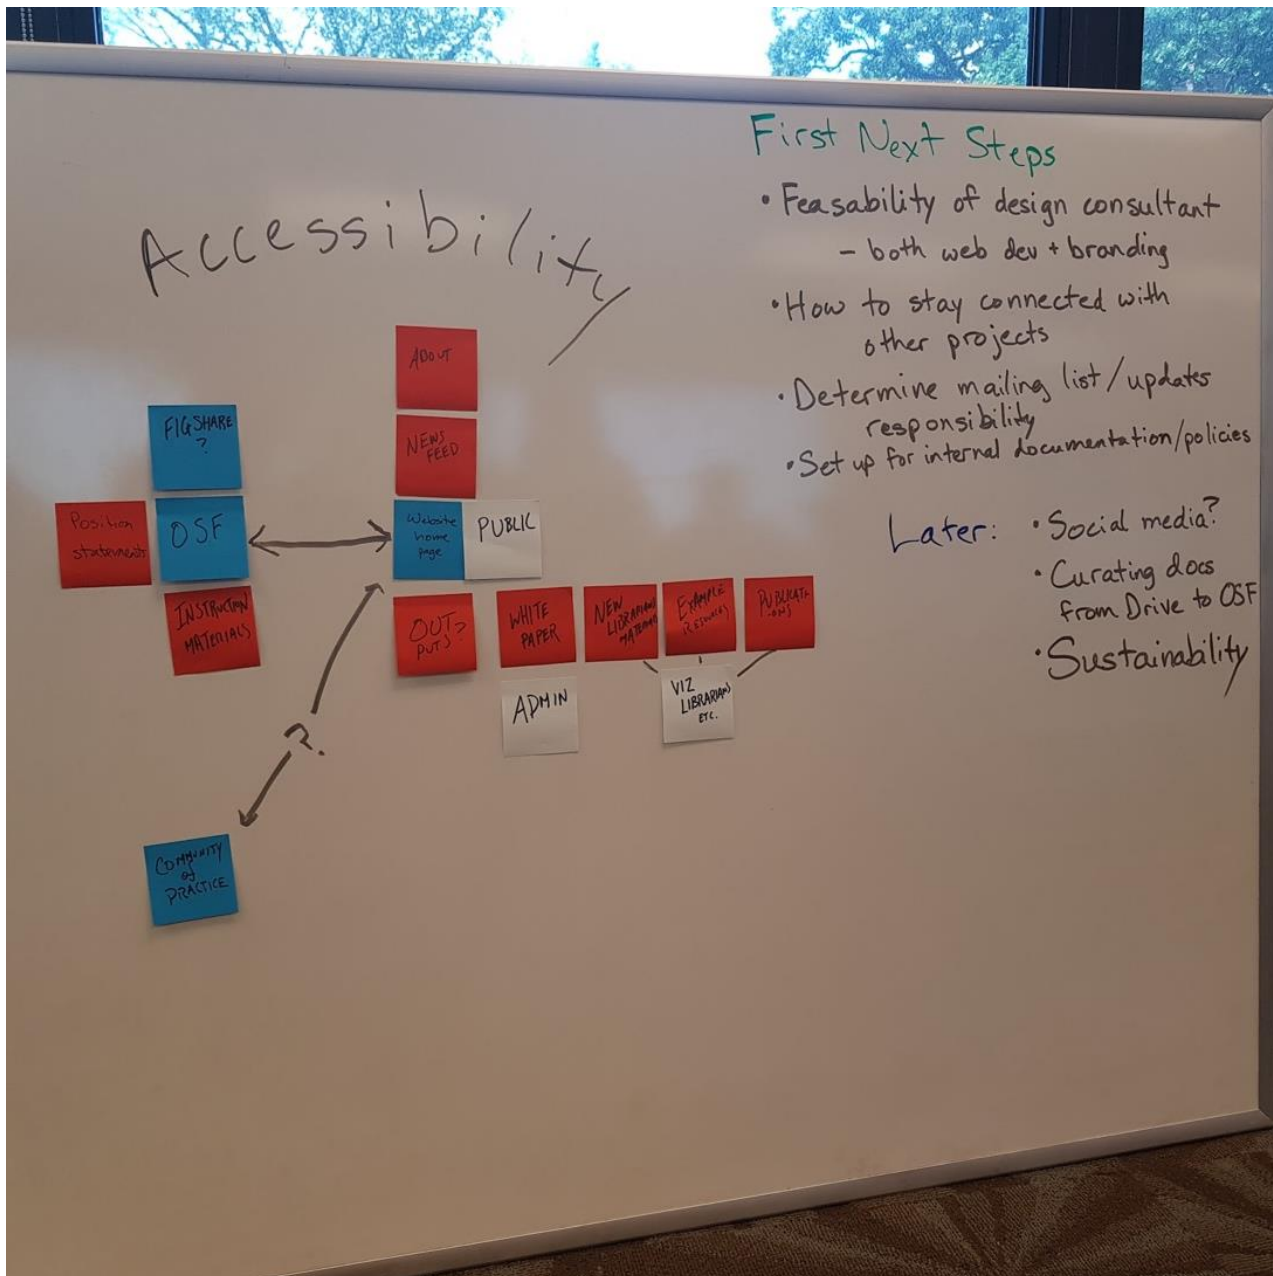 Accessibility
ABOUT
FIGSHARE
?
NEWS
FEED
Position
statements
OSF
Website
home
page
PUBLIC
INSTRUCTION
MATERIALS
OUT?
PUTS
WHITE
PAPER
NEW
LIBRARIAN
MATERIALS
EXAMPLE
RESOURCES
PUBLICATI
-ONS
ADMIN
VIZ
LIBRARIANS
ETC.
?
COMMUNITY
of
PRACTICE
First Next Steps
• Feasability of design consultant
- both web dev + branding
• How to stay connected with
other projects
• Determine mailing list/updates
responsibility
• Set up for internal documentation/policies
Later:
• Social media?
• Curating docs
from Drive to OSF
• Sustainability